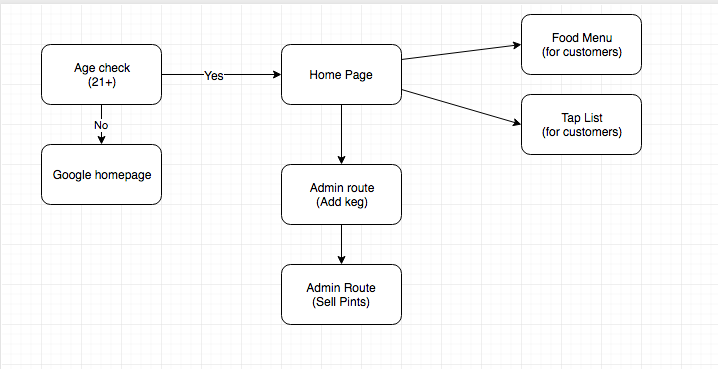 Age check
(21+)
Yes
Home Page
Food Menu
(for customers)
Tap List
(for customers)
No
Google homepage
Admin route
(Add keg)
Admin Route
(Sell Pints)